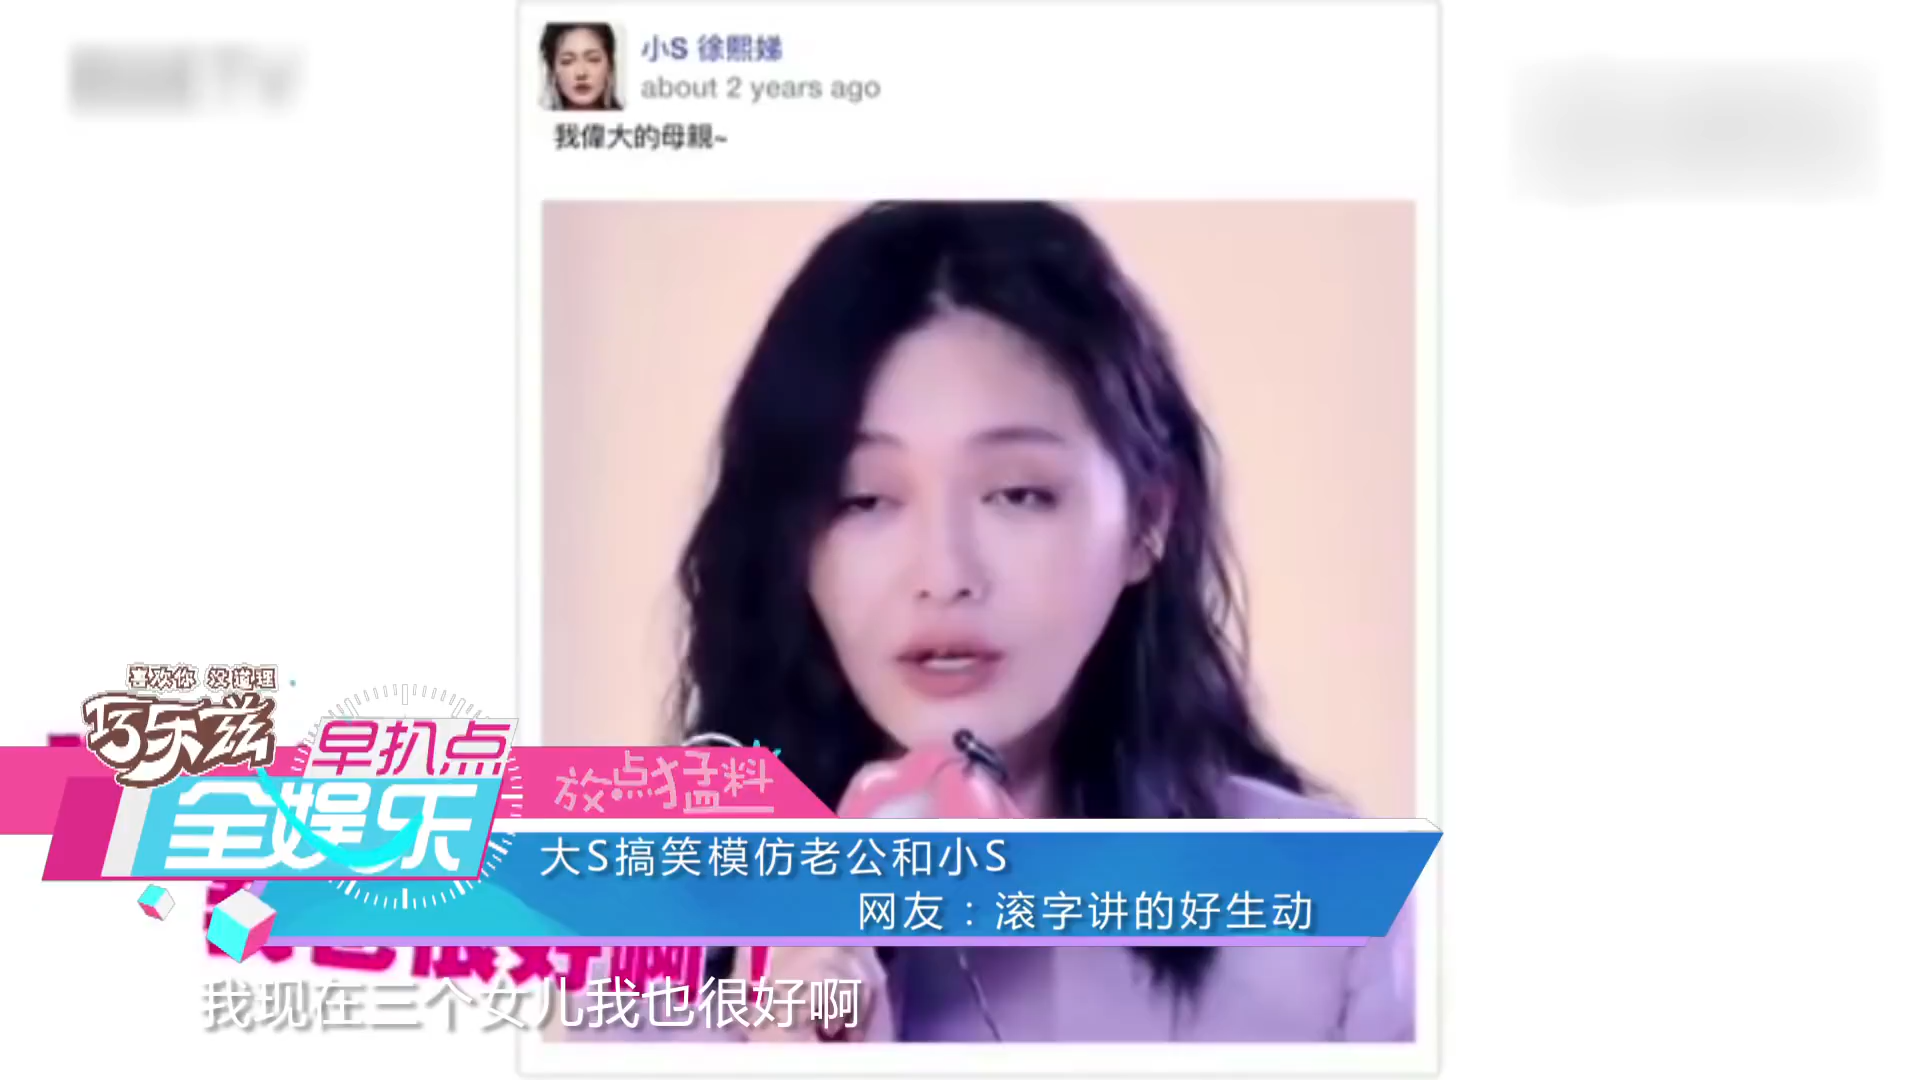 小S 徐熙娣
about 2 years ago
我偉大的母親~
喜欢你 没道理
巧乐兹
早扒点
全娱乐
放点猛料
大S搞笑模仿老公和小S
网友：滚字讲的好生动
我现在三个女儿我也很好啊